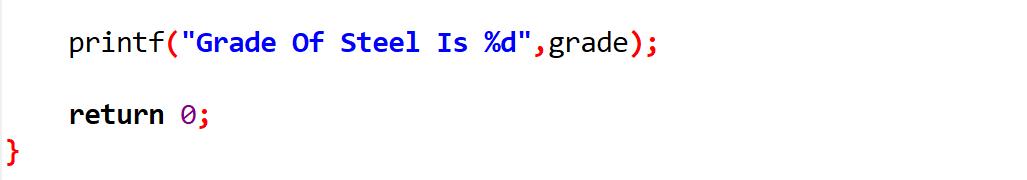 printf("Grade Of Steel Is %d",grade);
return 0;
}